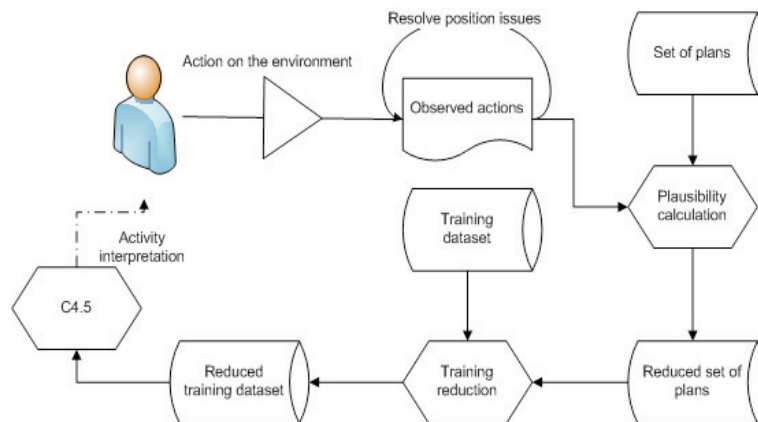 Resolve position issues
Action on the environment
Set of plans
Observed actions
Plausibility
calculation
Training
dataset
Activity
interpretation
C4.5
Reduced
training dataset
Training
reduction
Reduced set of
plans